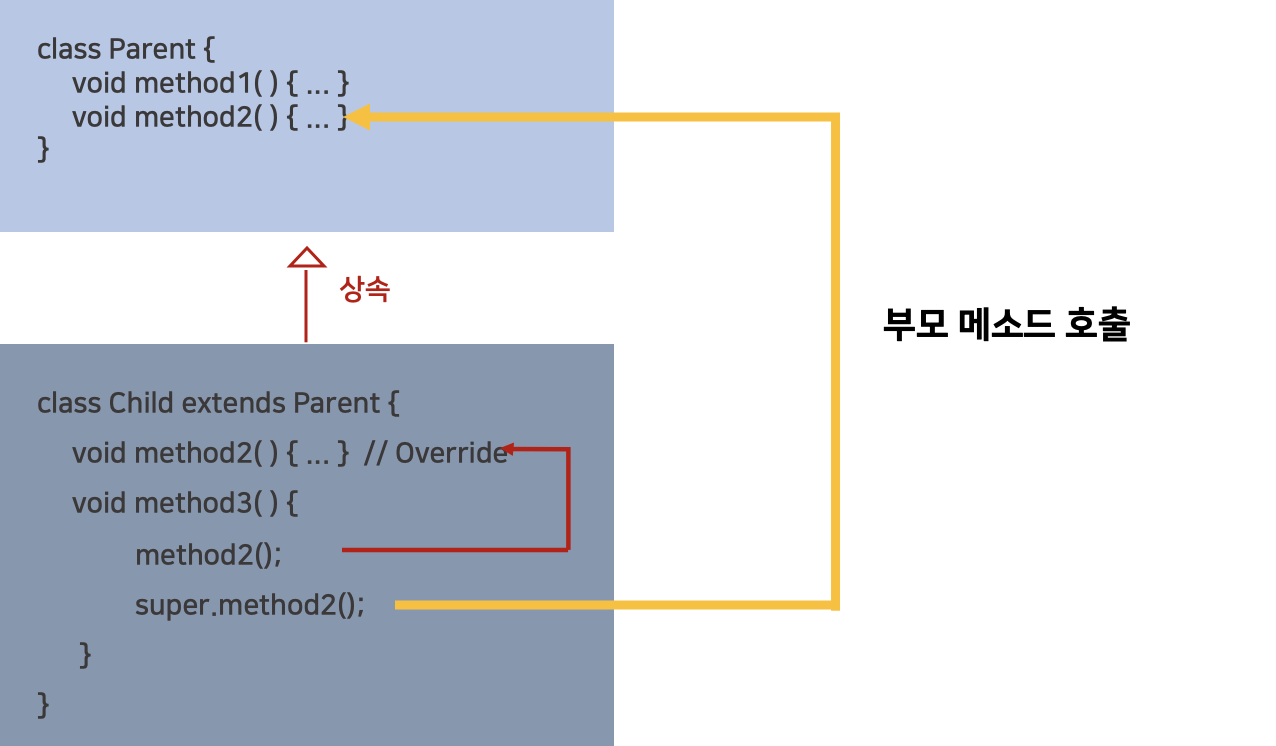 class Parent {
void method1( ) { ... }
void method2( ) { ... }
}
상속
부모 메소드 호출
class Child extends Parent {
void method2( ) { ... } // Override
void method3( ) {
method2();
super.method2();
}
}